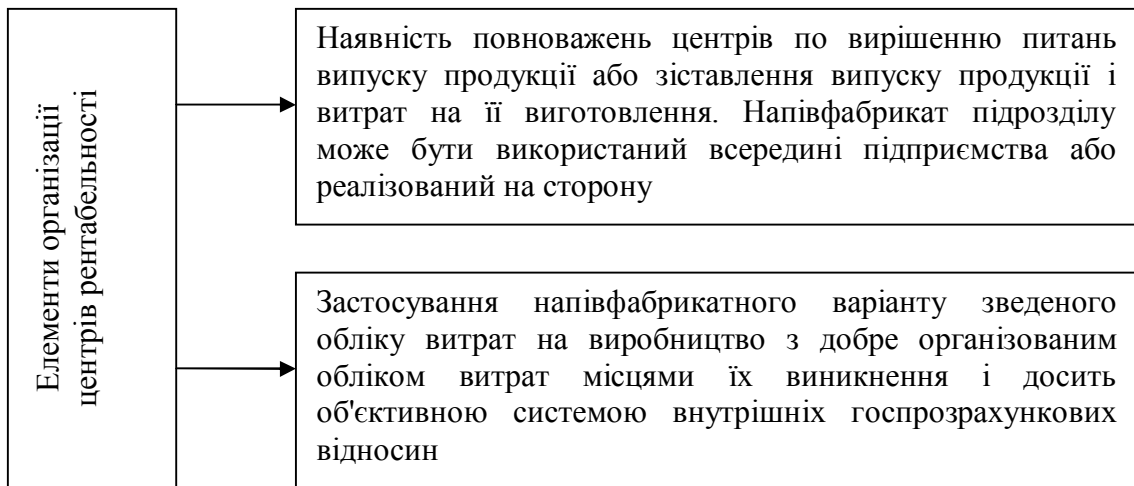 Елементи організації
центрів рентабельності
Наявність повноважень центрів по вирішенню питань
випуску продукції або зіставлення випуску продукції і
витрат на її виготовлення. Напівфабрикат підрозділу
може бути використаний всередині підприємства або
реалізований на сторону
Застосування напівфабрикатного варіанту зведеного
обліку витрат на виробництво з добре організованим
обліком витрат місцями їх виникнення і досить
об'єктивною системою внутрішніх госпрозрахункових
відносин